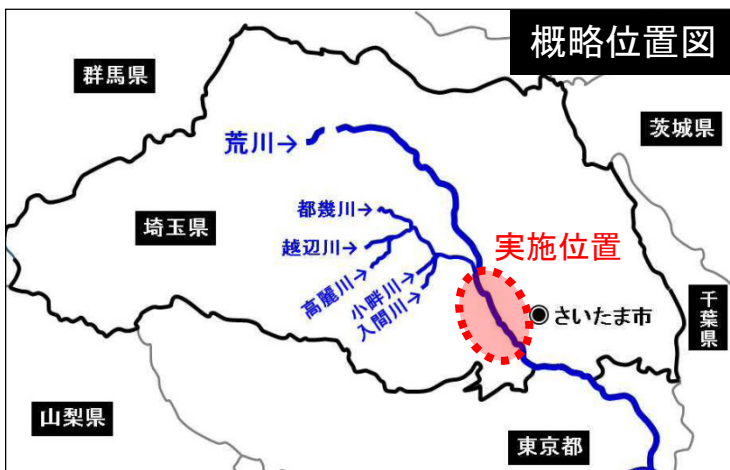 概略位置図
群馬県
茨城県
荒川→
都幾川→
埼玉県
越辺川→
実施位置
高麗川→
小畔川→
入間川→
さいたま市
千葉県
山梨県
東京都